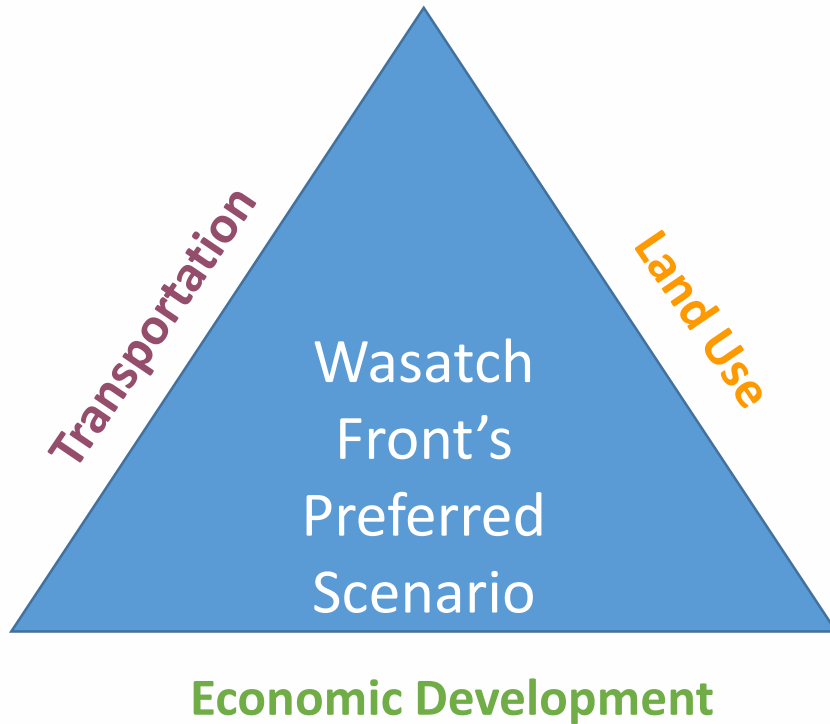 Transportation
Land Use
Wasatch
Front’s
Preferred
Scenario
Economic Development